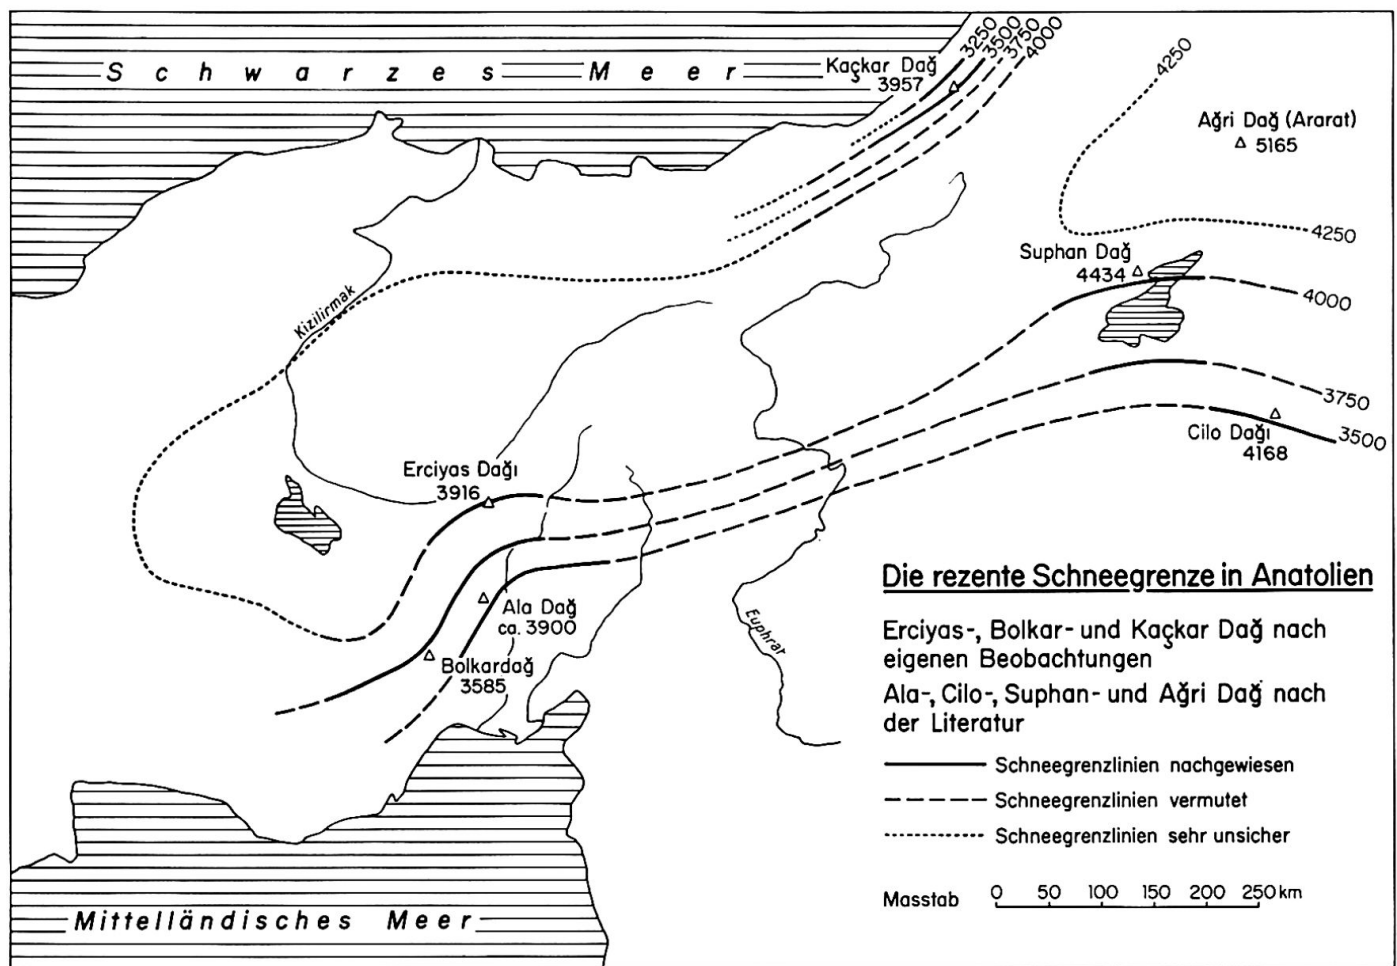 Schwarzes Meer
3250
3500
3750
4000
4250
Kaçkar Dağ
3957
Ağri Dağ (Ararat)
5165
4250
Suphan Dağ
4434
4000
Kizilirmak
3750
Cilo Daği
4168
3500
Erciyas Daği
3916
Ala Dağ
ca. 3900
Bolkardağ
3585
Euphrat
Die rezente Schneegrenze in Anatolien
Erciyas-, Bolkar- und Kaçkar Dağ nach
eigenen Beobachtungen
Ala-, Cilo-, Suphan- und Ağri Dağ nach
der Literatur
Schneegrenzlinien nachgewiesen
Schneegrenzlinien vermutet
Schneegrenzlinien sehr unsicher
Masstab 0 50 100 150 200 250 km
Mittelländisches Meer